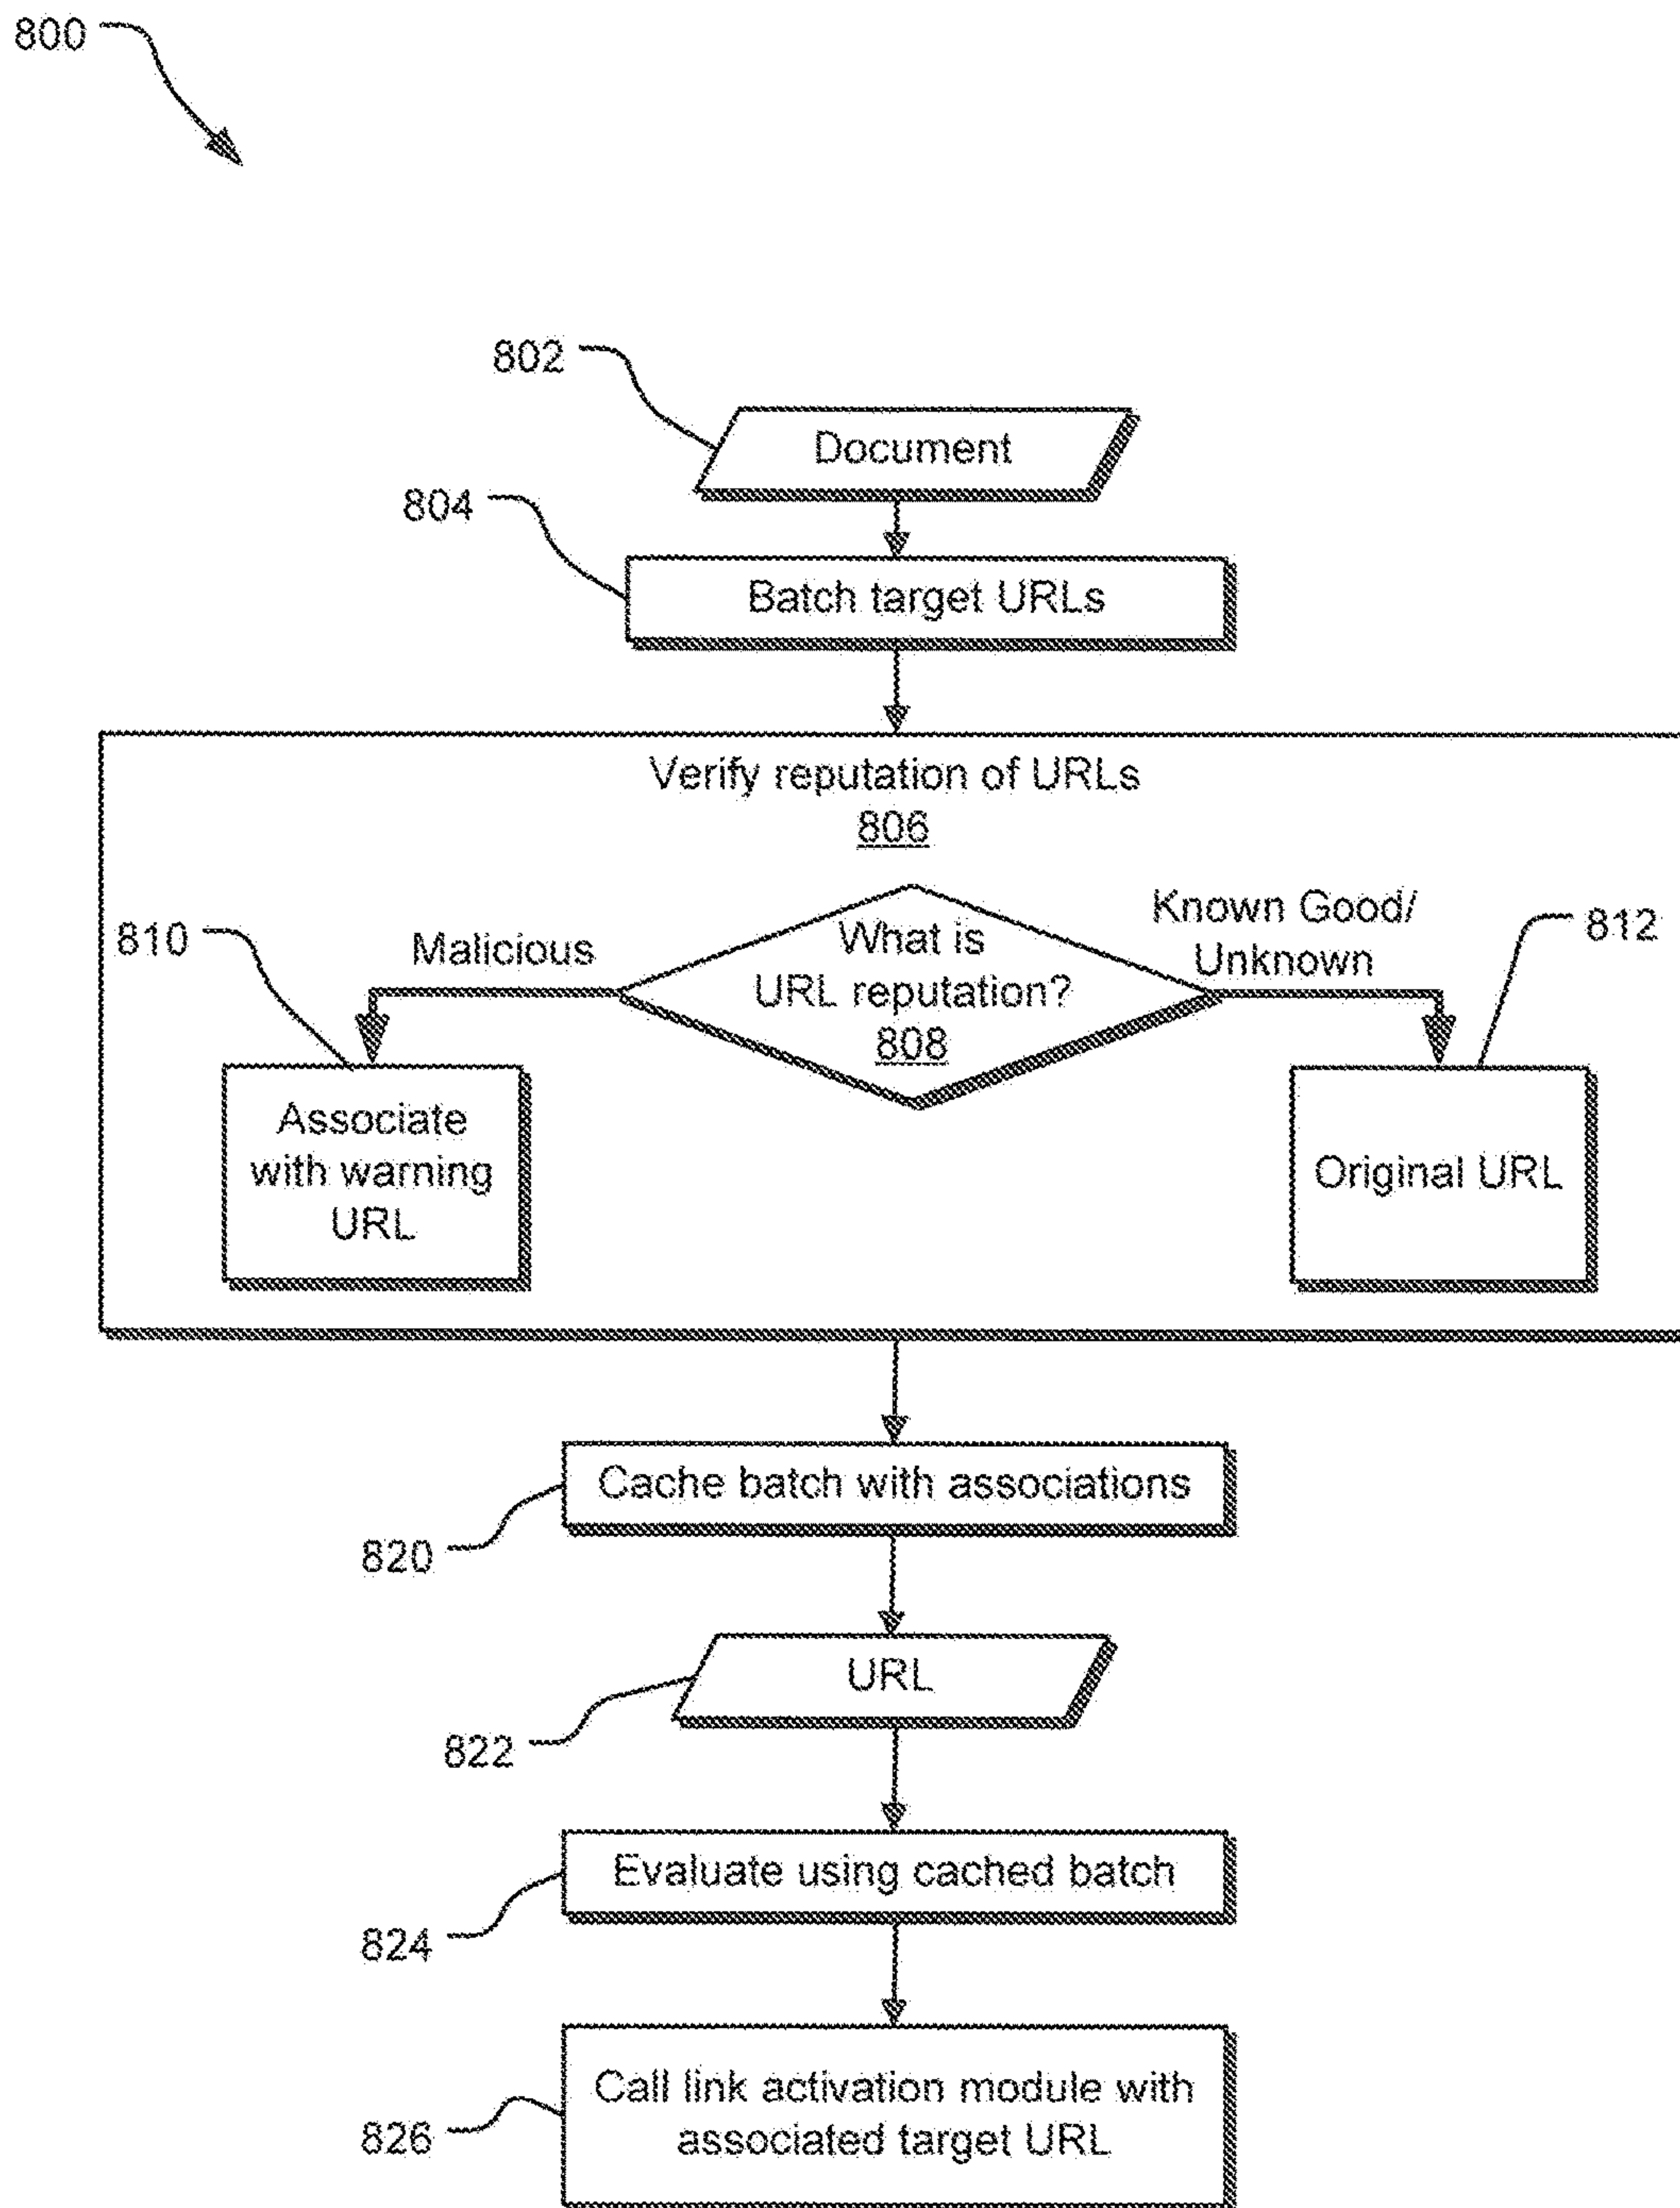 800
802
Document
804
Batch target URLs
Verify reputation of URLs
806
810
Malicious
What is
URL reputation?
808
Known Good/
Unknown
812
Associate
with warning
URL
Original URL
Cache batch with associations
820
URL
822
Evaluate using cached batch
824
Call link activation module with
associated target URL
826